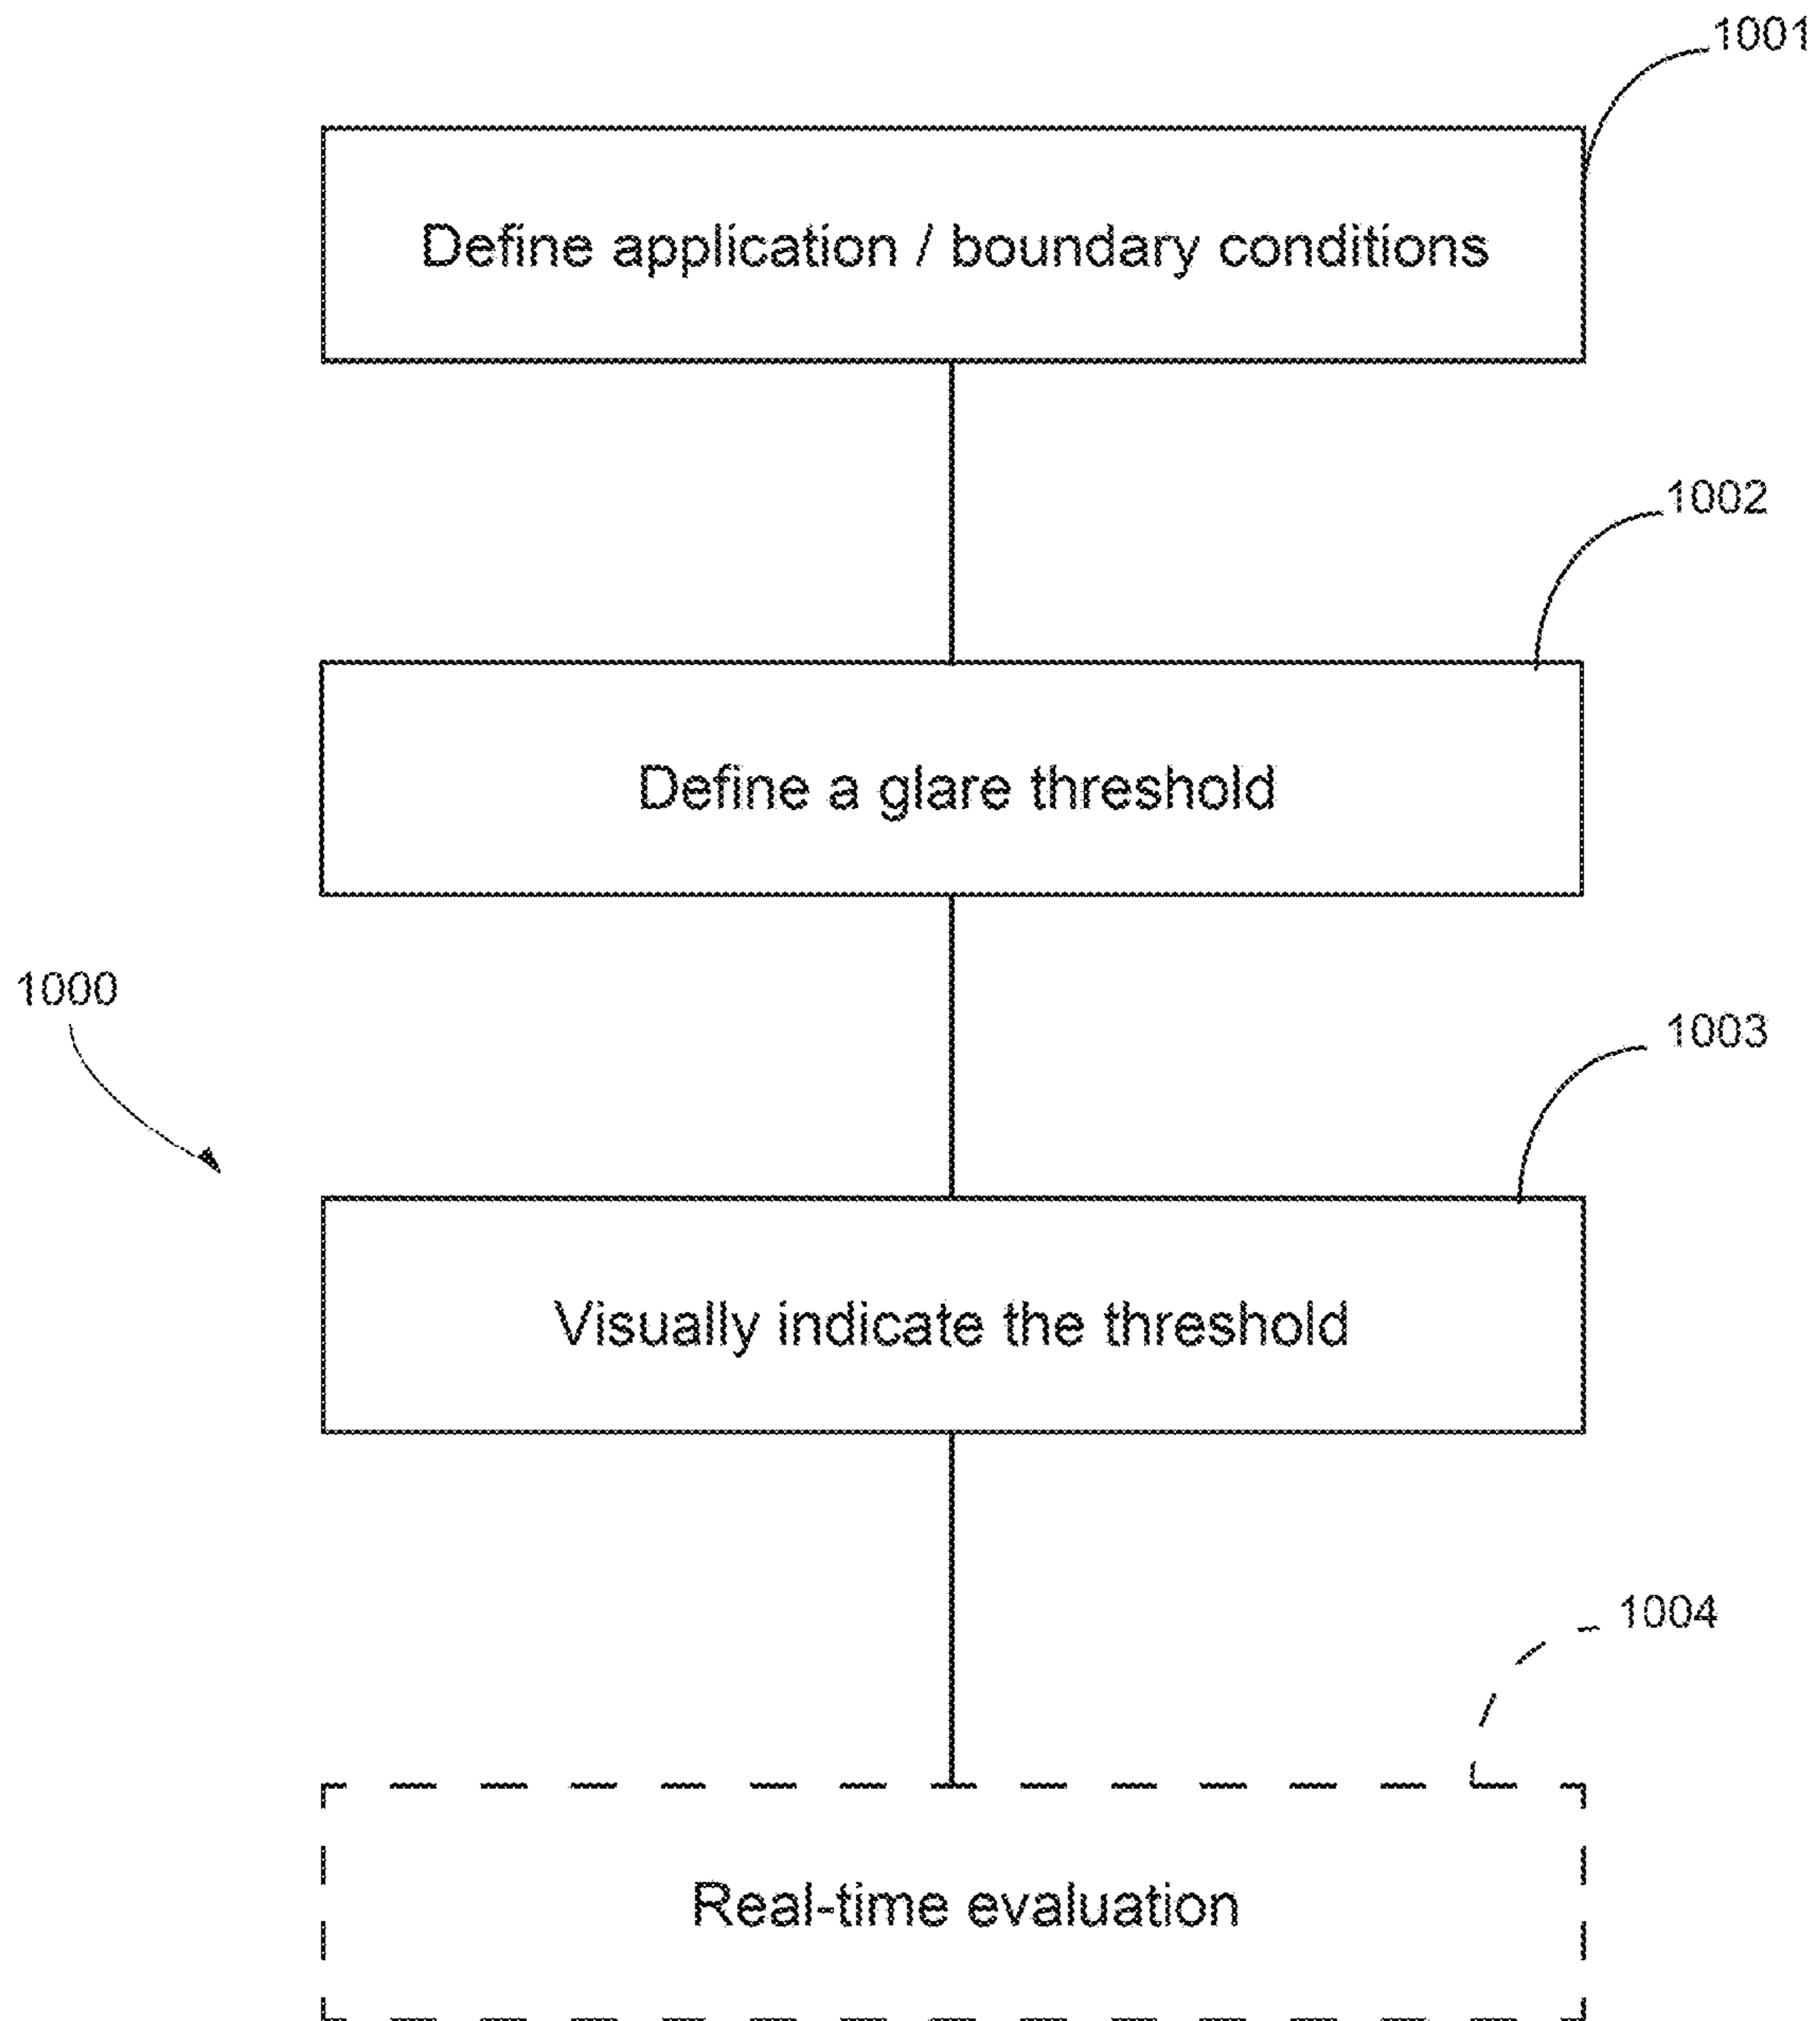 1001
Define application / boundary conditions
1002
Define a glare threshold
1000
1003
Visually indicate the threshold
1004
Real-time evaluation